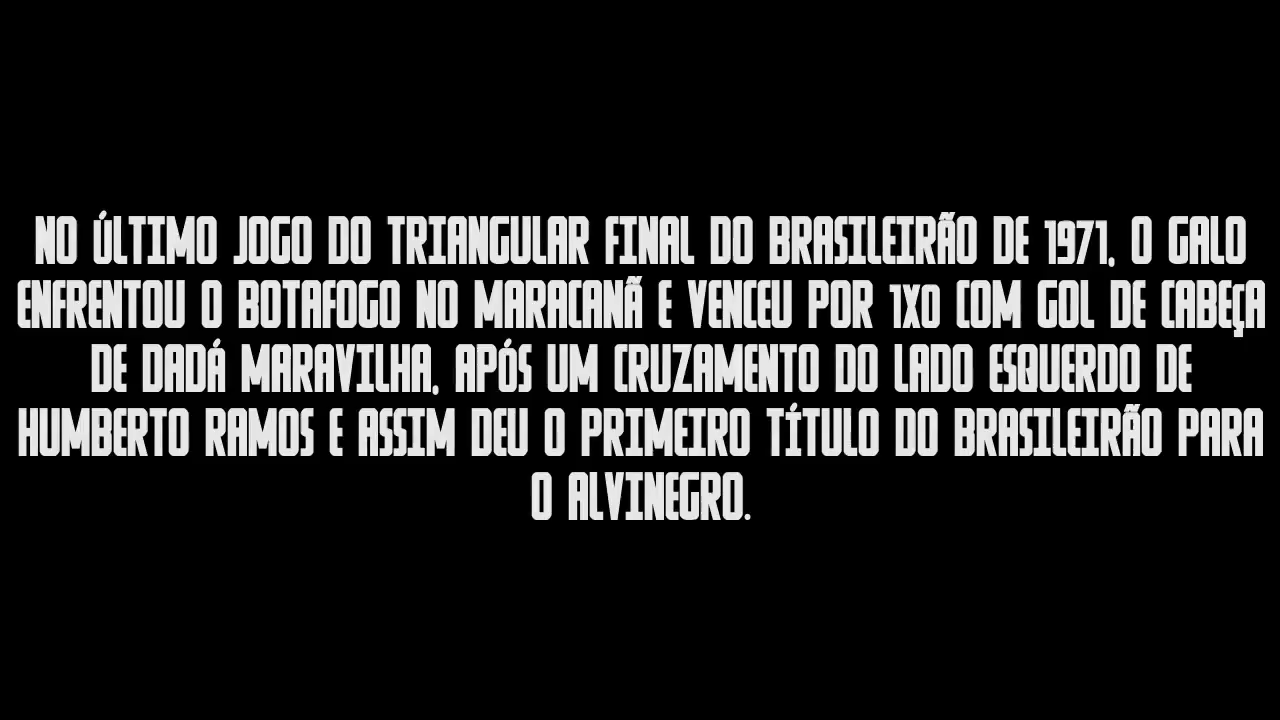 NO ÚLTIMO JOGO DO TRIANGULAR FINAL DO BRASILEIRÃO DE 1971, O GALO
ENFRENTOU O BOTAFOGO NO MARACANÃ E VENCEU POR 1X0 COM GOL DE CABEÇA
DE DADÁ MARAVILHA, APÓS UM CRUZAMENTO DO LADO ESQUERDO DE
HUMBERTO RAMOS E ASSIM DEU O PRIMEIRO TÍTULO DO BRASILEIRÃO PARA
O ALVINEGRO.